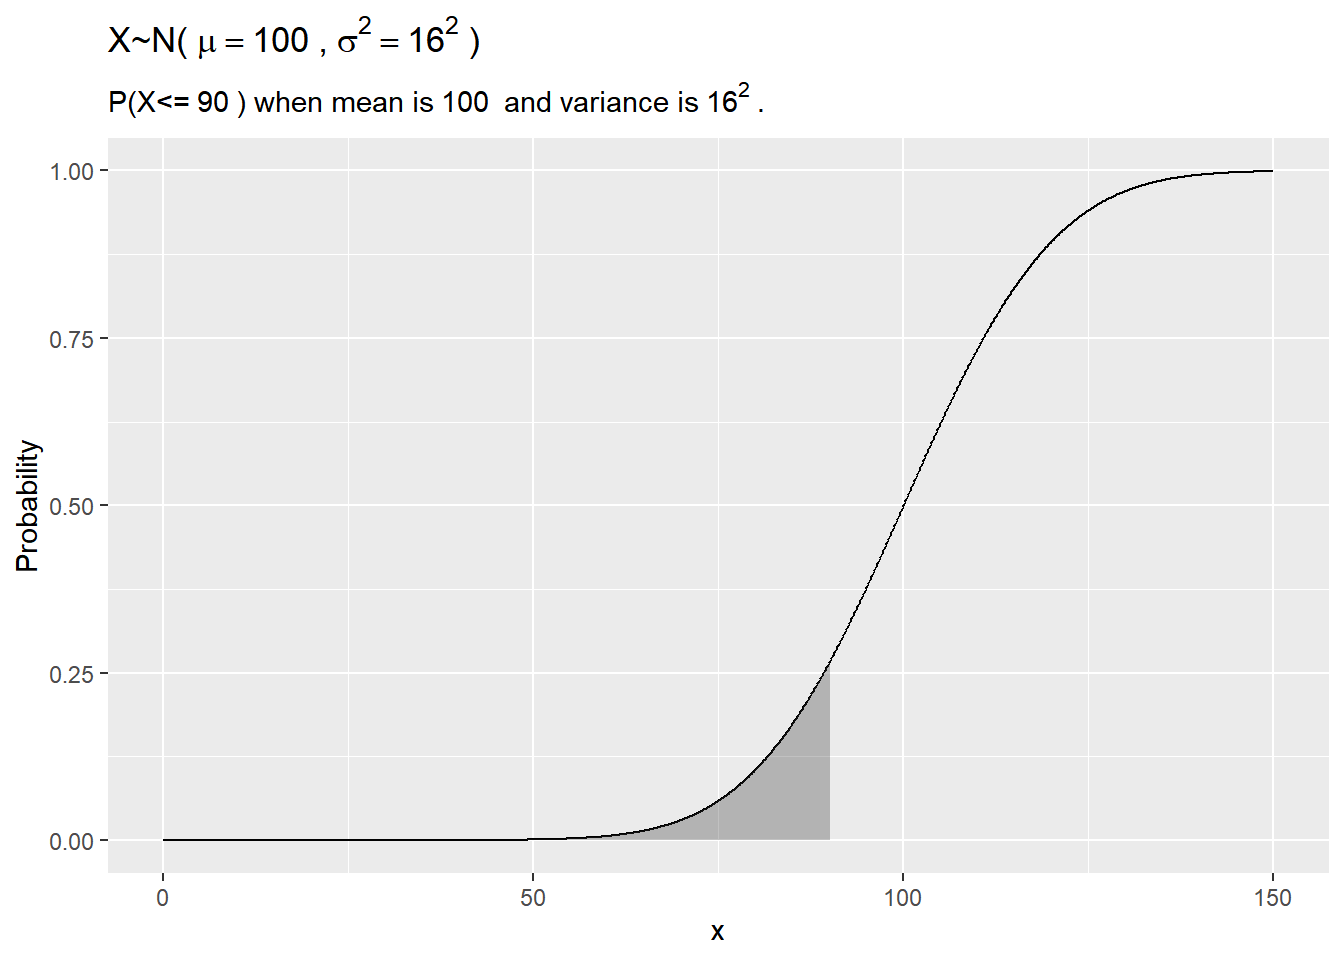 X~N( μ = 100 , σ² = 16² )
P(X<= 90 ) when mean is 100  and variance is 16² .
1.00
0.75
0.50
0.25
0.00
Probability
0 50 100 150
x